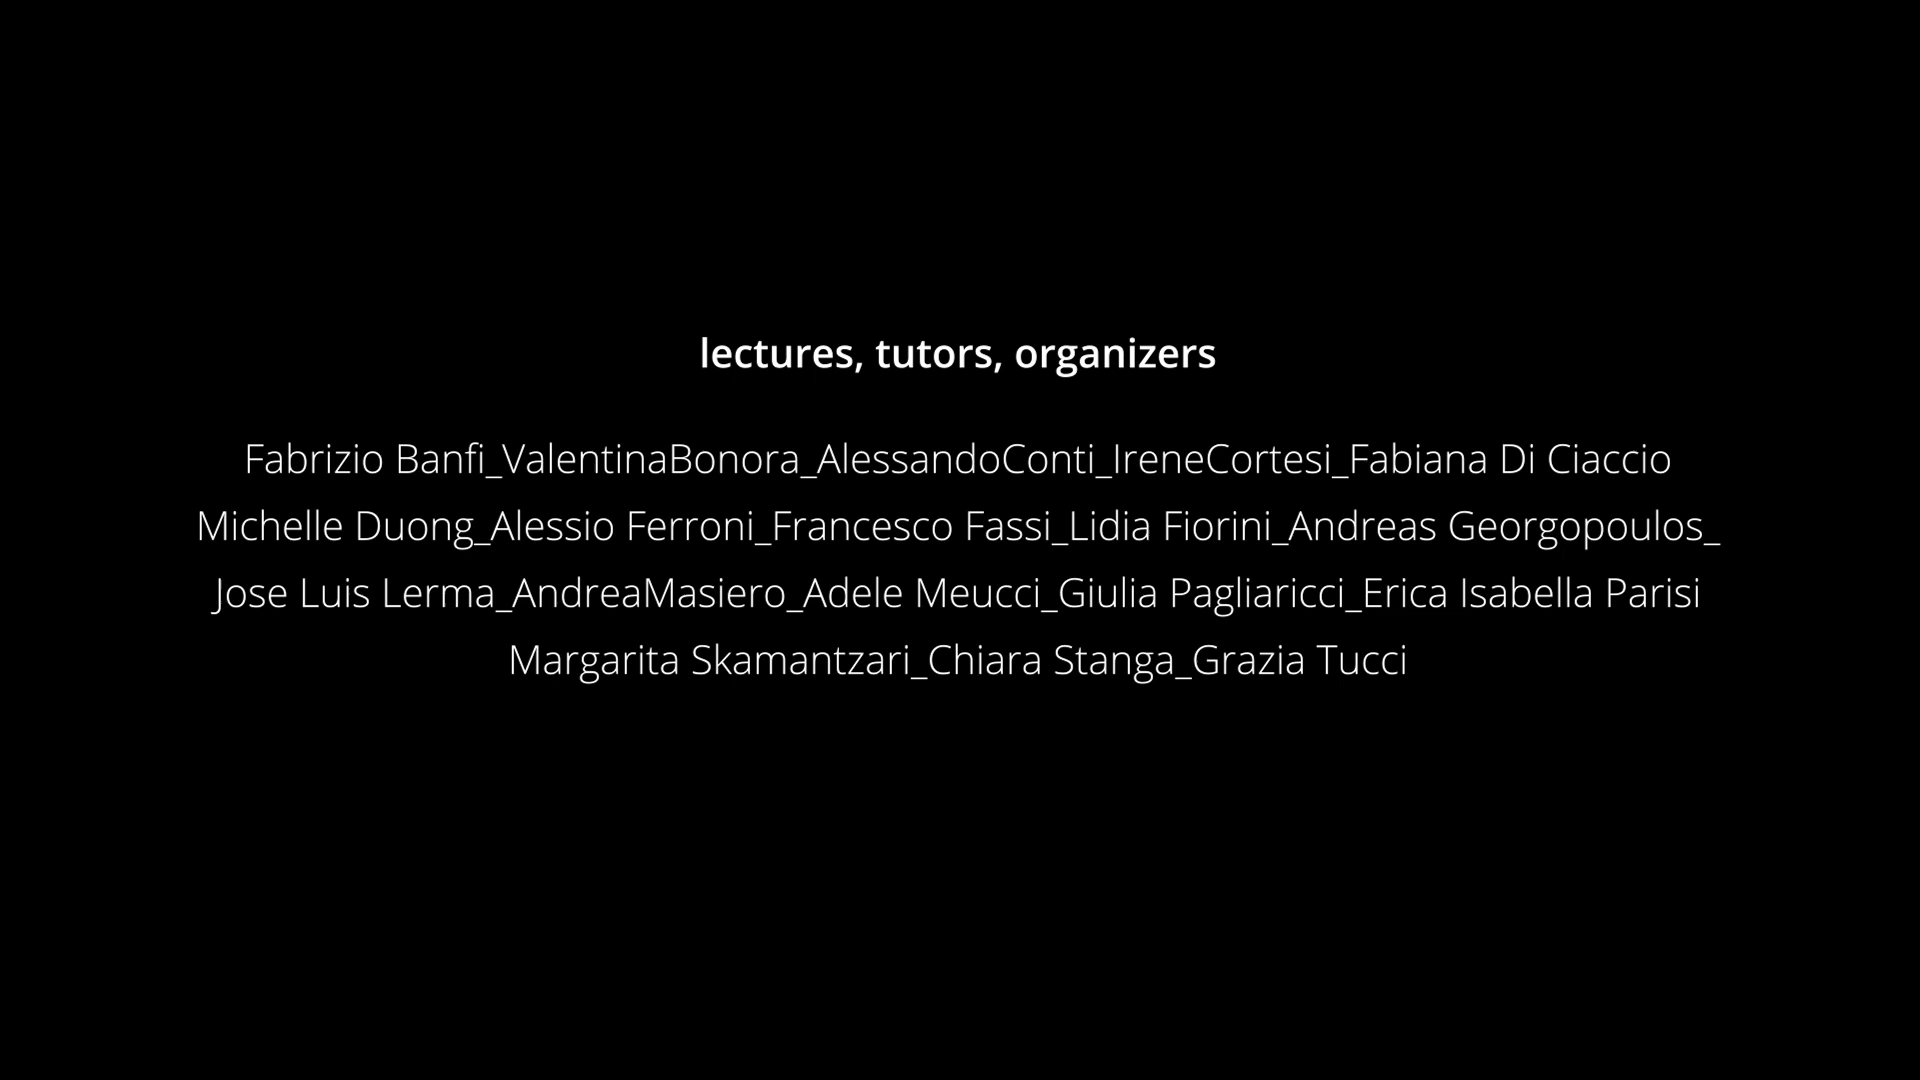 lectures, tutors, organizers
Fabrizio Banfi_ValentinaBonora_AlessandoConti_IreneCortesi_Fabiana Di Ciaccio
Michelle Duong_Alessio Ferroni_Francesco Fassi_Lidia Fiorini_Andreas Georgopoulos_
Jose Luis Lerma_AndreaMasiero_Adele Meucci_Giulia Pagliaricci_Erica Isabella Parisi
Margarita Skamantzari_Chiara Stanga_Grazia Tucci